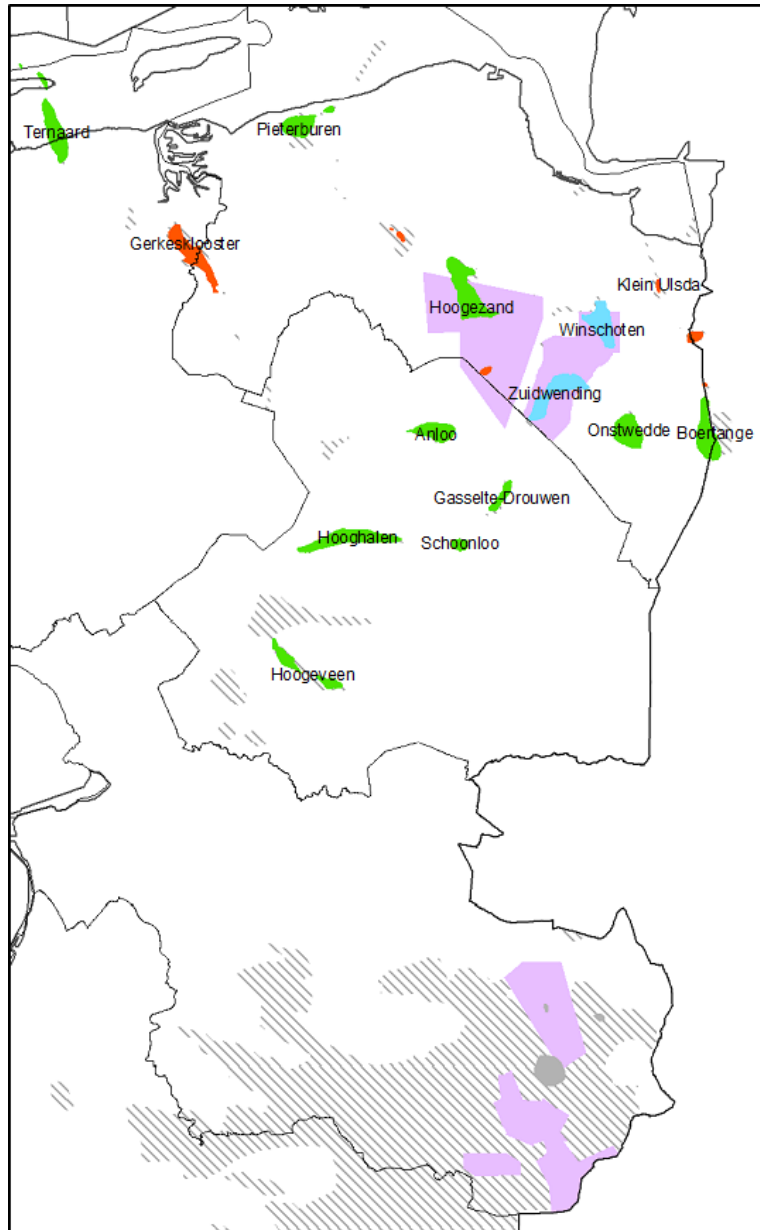 Ternaard
Pieterburen
Gerkesklooster
Klein Ulsda
Hoogezand
Winschoten
Zuidwending
Onstwedde
Boertange
Anloo
Gasselte-Drouwen
Hooghalen
Schoonloo
Hoogeveen